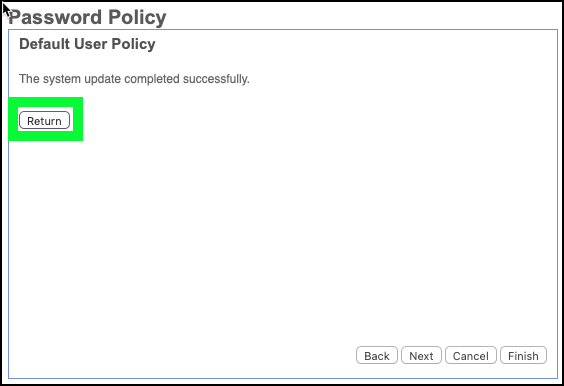 Password Policy
Default User Policy
The system update completed successfully.
Return
Back Next Cancel Finish